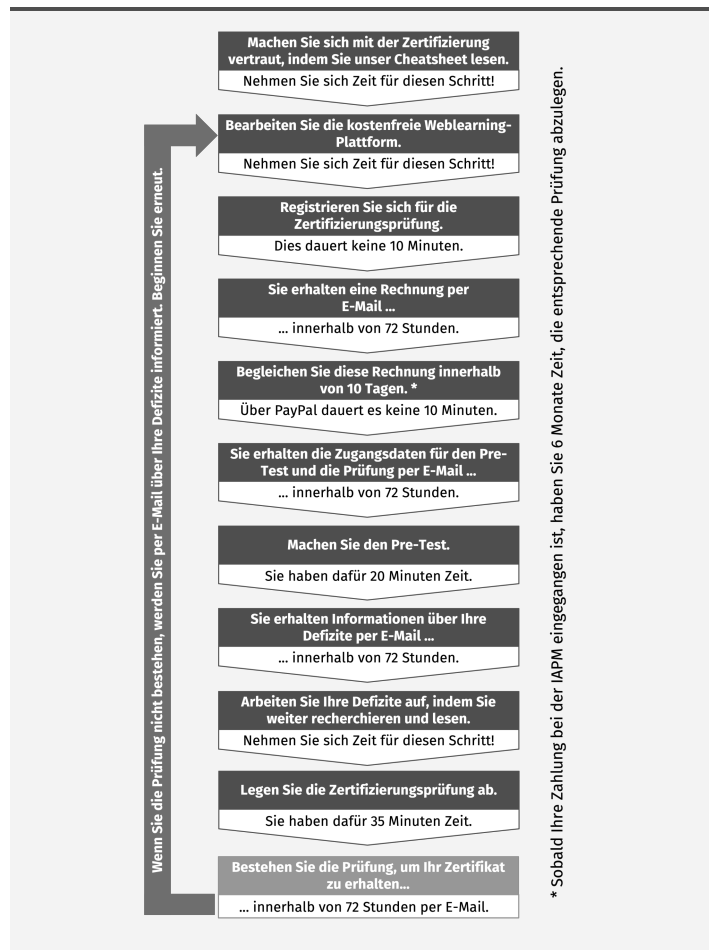 Machen Sie sich mit der Zertifizierung
vertraut, indem Sie unser Cheatsheet lesen.
Nehmen Sie sich Zeit für diesen Schritt!
Bearbeiten Sie die kostenfreie Weblearning-
Plattform.
Nehmen Sie sich Zeit für diesen Schritt!
Registrieren Sie sich für die
Zertifizierungsprüfung.
Dies dauert keine 10 Minuten.
Sie erhalten eine Rechnung per
E-Mail ...
... innerhalb von 72 Stunden.
Begleichen Sie diese Rechnung innerhalb
von 10 Tagen. *
Über PayPal dauert es keine 10 Minuten.
Sie erhalten die Zugangsdaten für den Pre-
Test und die Prüfung per E-Mail ...
... innerhalb von 72 Stunden.
Machen Sie den Pre-Test.
Sie haben dafür 20 Minuten Zeit.
Sie erhalten Informationen über Ihre
Defizite per E-Mail ...
... innerhalb von 72 Stunden.
Arbeiten Sie Ihre Defizite auf, indem Sie
weiter recherchieren und lesen.
Nehmen Sie sich Zeit für diesen Schritt!
Legen Sie die Zertifizierungsprüfung ab.
Sie haben dafür 35 Minuten Zeit.
Bestehen Sie die Prüfung, um Ihr Zertifikat
zu erhalten...
... innerhalb von 72 Stunden per E-Mail.
Wenn Sie die Prüfung nicht bestehen, werden Sie per E-Mail über Ihre Defizite informiert. Beginnen Sie erneut.
* Sobald Ihre Zahlung bei der IAPM eingegangen ist, haben Sie 6 Monate Zeit, die entsprechende Prüfung abzulegen.